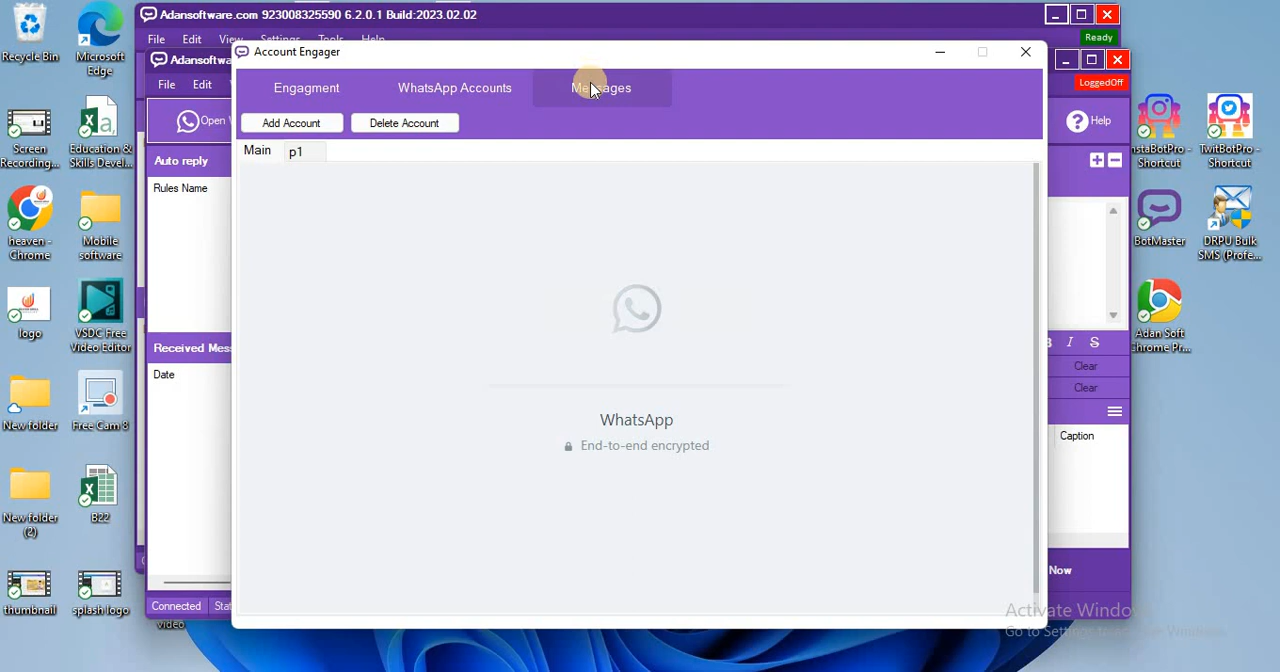 Recycle Bin
Microsoft
Edge
Screen
Recording...
Education &
Skills Devel...
heaven -
Chrome
Mobile
software
logo
VSDC Free
Video Editor
New folder
Free Cam 8
New folder
(2)
B22
thumbnail
splash logo
video
Adansoftware.com 923008325590 6.2.0.1 Build:2023.02.02
File Edit View Settings Tools Help
Ready
Adansoftwa
File Edit
LoggedOff
Open
Help
Auto reply
Rules Name
Received Mes
Date
Connected
Stat
Account Engager
Engagment WhatsApp Accounts Messages
Add Account Delete Account
Main p1
WhatsApp
End-to-end encrypted
B I S
Clear
Clear
Caption
Now
InstaBotPro -
Shortcut
TwitBotPro -
Shortcut
BotMaster
DRPU Bulk
SMS (Profe...
Adan Soft
Chrome Pr...
Activate Windows
Go to Settings to activate Windows.